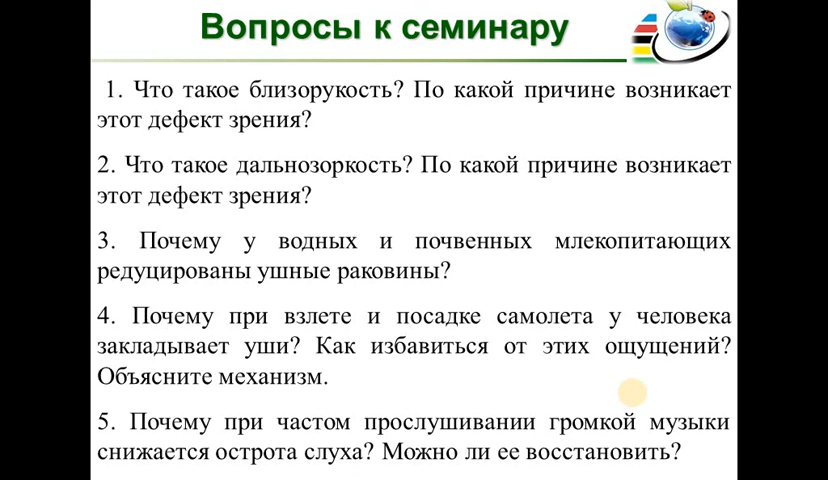 Вопросы к семинару
1. Что такое близорукость? По какой причине возникает
этот дефект зрения?
2. Что такое дальнозоркость? По какой причине возникает
этот дефект зрения?
3. Почему у водных и почвенных млекопитающих
редуцированы ушные раковины?
4. Почему при взлете и посадке самолета у человека
закладывает уши? Как избавиться от этих ощущений?
Объясните механизм.
5. Почему при частом прослушивании громкой музыки
снижается острота слуха? Можно ли ее восстановить?